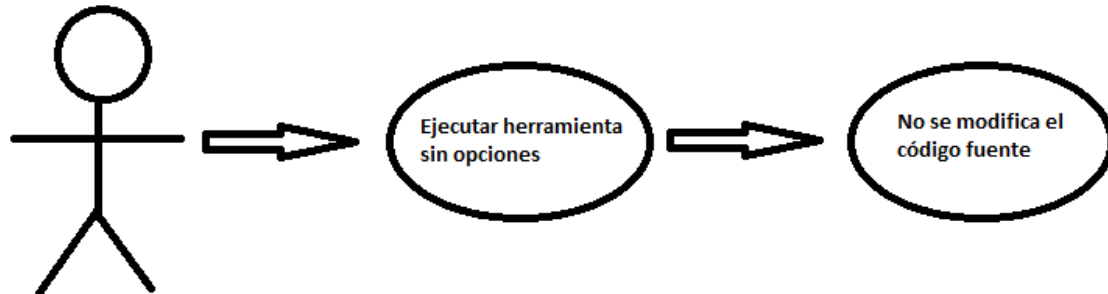 Ejecutar herramienta
sin opciones
No se modifica el
código fuente